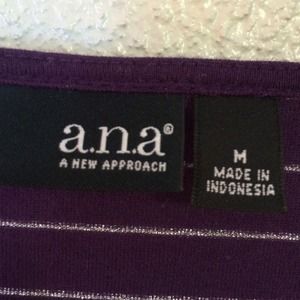 a.n.a®
A NEW APPROACH
M
MADE IN
INDONESIA